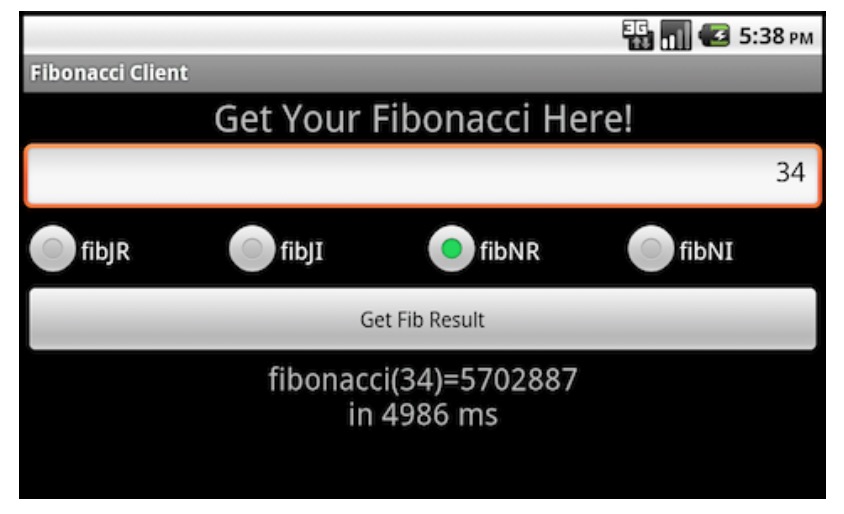 3G 5:38 PM
Fibonacci Client
Get Your Fibonacci Here!
34
fibJR fibJI fibNR fibNI
Get Fib Result
fibonacci(34)=5702887
in 4986 ms